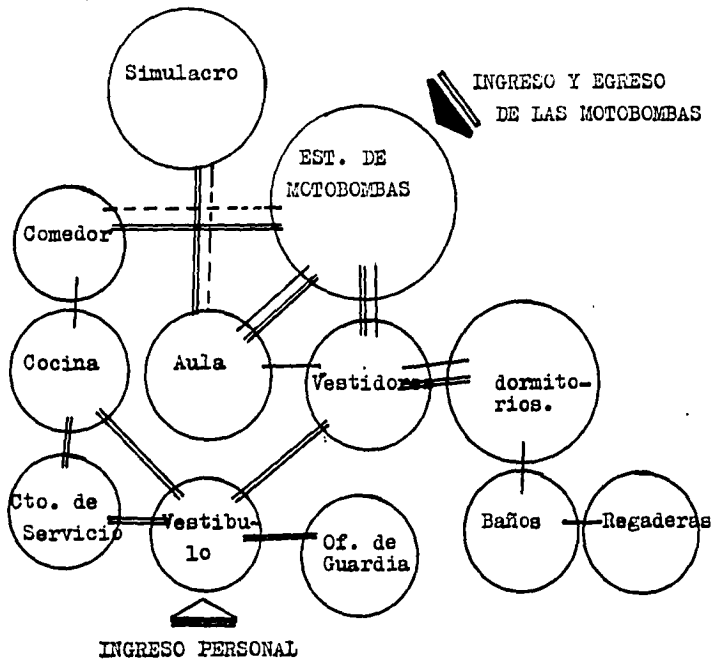 Simulacro
INGRESO Y EGRESO
DE LAS MOTOBOMBAS
EST. DE
MOTOBOMBAS
Comedor
Cocina
Aula
Vestidores
dormito-
rios.
Cto. de
Servicio
Vestibu-
lo
Of. de
Guardia
Baños
Regaderas
INGRESO PERSONAL